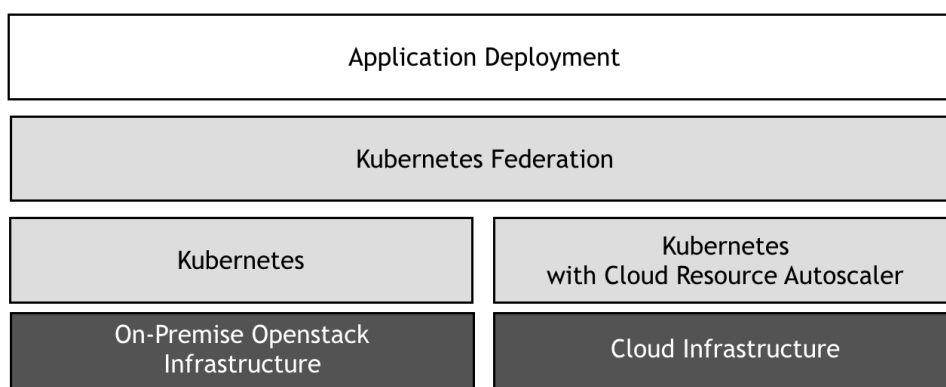 Application Deployment
Kubernetes Federation
Kubernetes
Kubernetes
with Cloud Resource Autoscaler
On-Premise Openstack
Infrastructure
Cloud Infrastructure